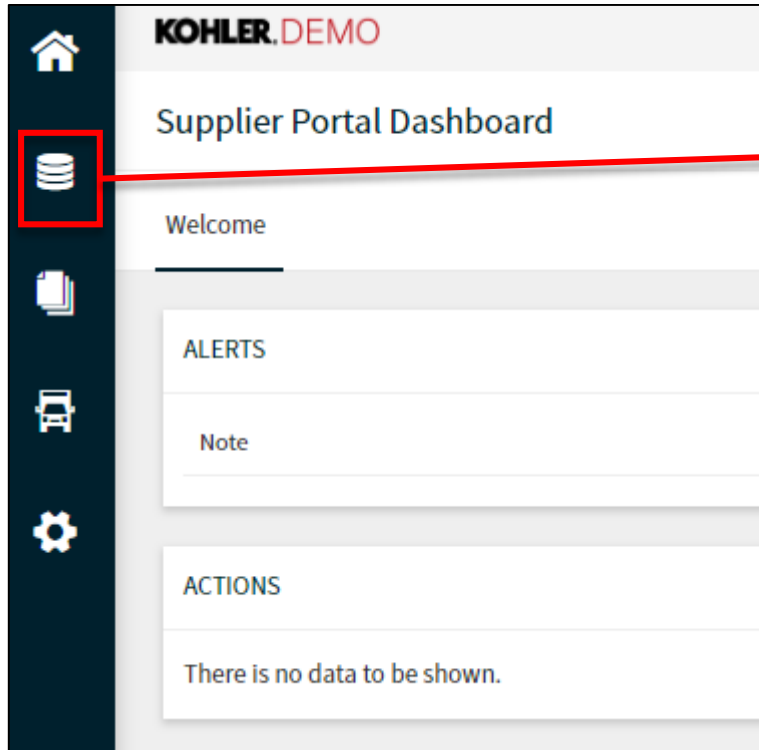 KOHLER.DEMO
Supplier Portal Dashboard
Welcome
ALERTS
Note
ACTIONS
There is no data to be shown.